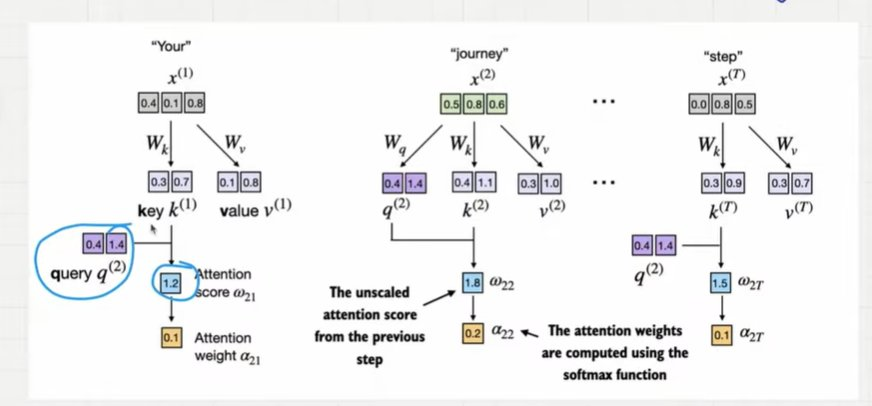 "Your"
x(1)
0.4 0.1 0.8
Wk Wv
0.3 0.7 0.1 0.8
key k(1) value v(1)
0.4 1.4
query q(2)
1.2 Attention
score ω21
0.1 Attention
weight α21
"journey"
x(2)
0.5 0.8 0.6
Wq Wk Wv
0.4 1.4 0.4 1.1 0.3 1.0
q(2) k(2) v(2)
1.8 ω22
0.2 α22
The unscaled
attention score
from the previous
step
...
...
"step"
x(T)
0.0 0.8 0.5
Wk Wv
0.3 0.9 0.3 0.7
k(T) v(T)
0.4 1.4
q(2)
1.5 ω2T
0.1 α2T
The attention weights
are computed using the
softmax function